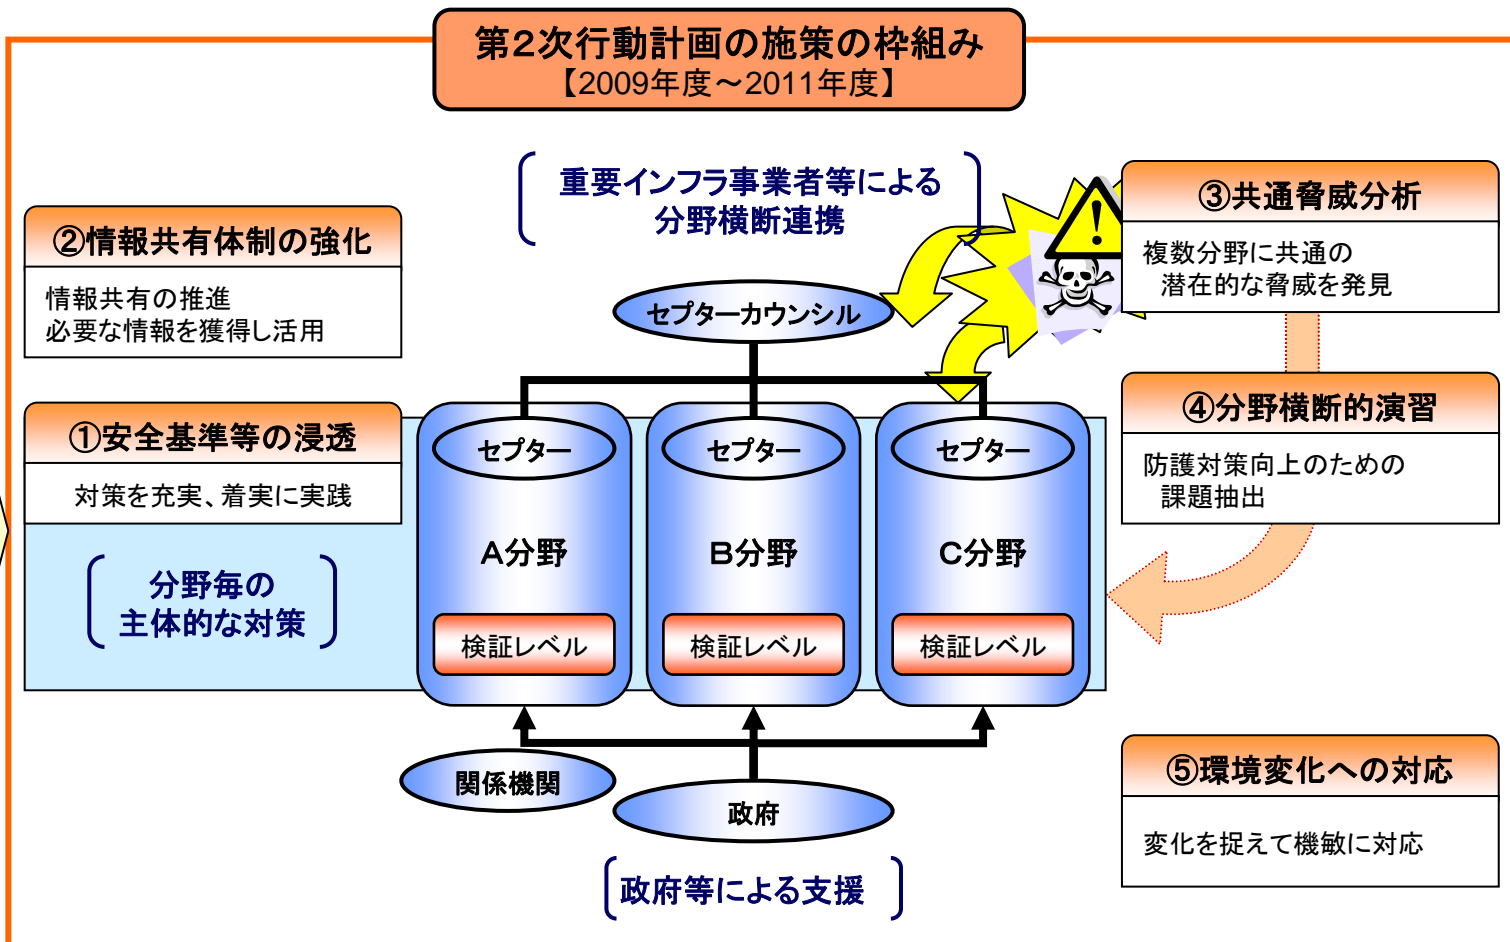 第2次行動計画の施策の枠組み
【2009年度～2011年度】
重要インフラ事業者等による
分野横断連携
②情報共有体制の強化
情報共有の推進
必要な情報を獲得し活用
③共通脅威分析
複数分野に共通の
潜在的な脅威を発見
セプターカウンシル
①安全基準等の浸透
対策を充実、着実に実践
④分野横断的演習
防護対策向上のための
課題抽出
セプター
セプター
セプター
A分野
B分野
C分野
分野毎の
主体的な対策
検証レベル
検証レベル
検証レベル
関係機関
政府
政府等による支援
⑤環境変化への対応
変化を捉えて機敏に対応